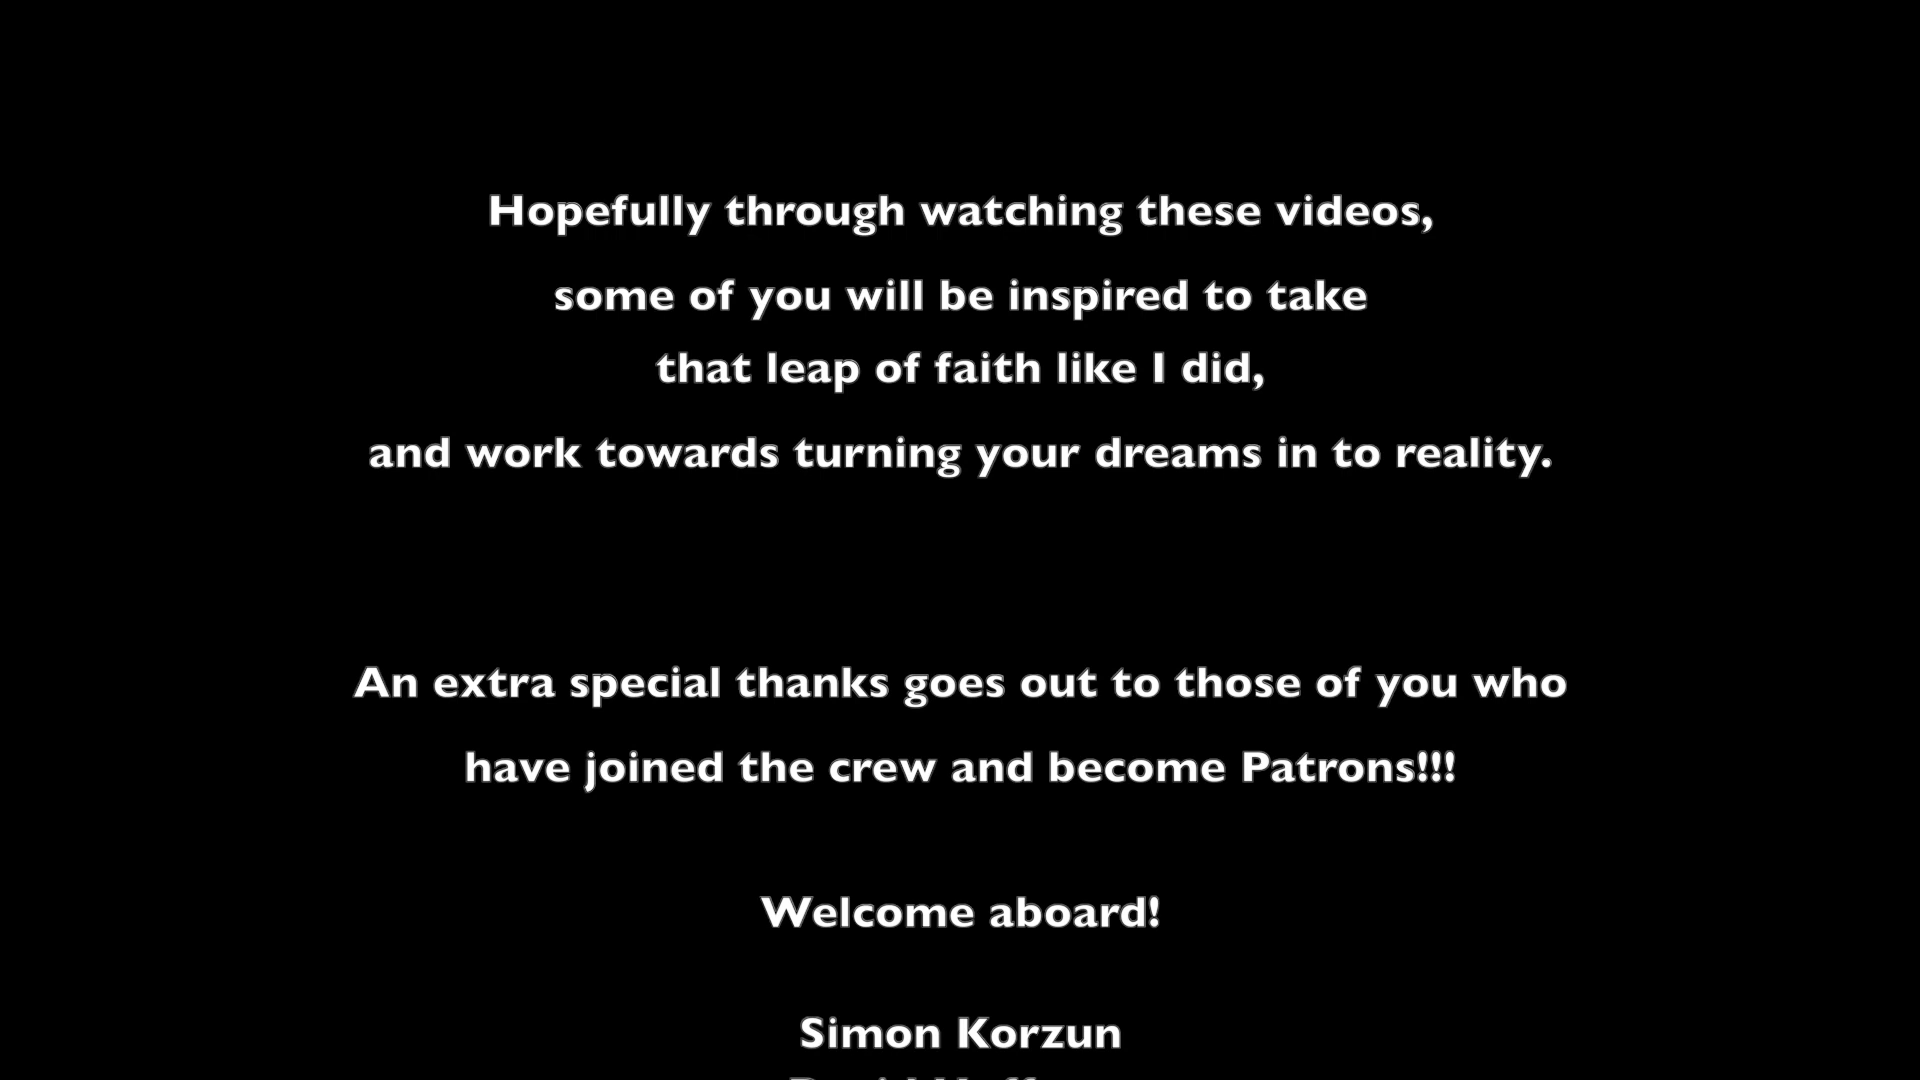 Hopefully through watching these videos,
some of you will be inspired to take
that leap of faith like I did,
and work towards turning your dreams in to reality.
An extra special thanks goes out to those of you who
have joined the crew and become Patrons!!!
Welcome aboard!
Simon Korzun